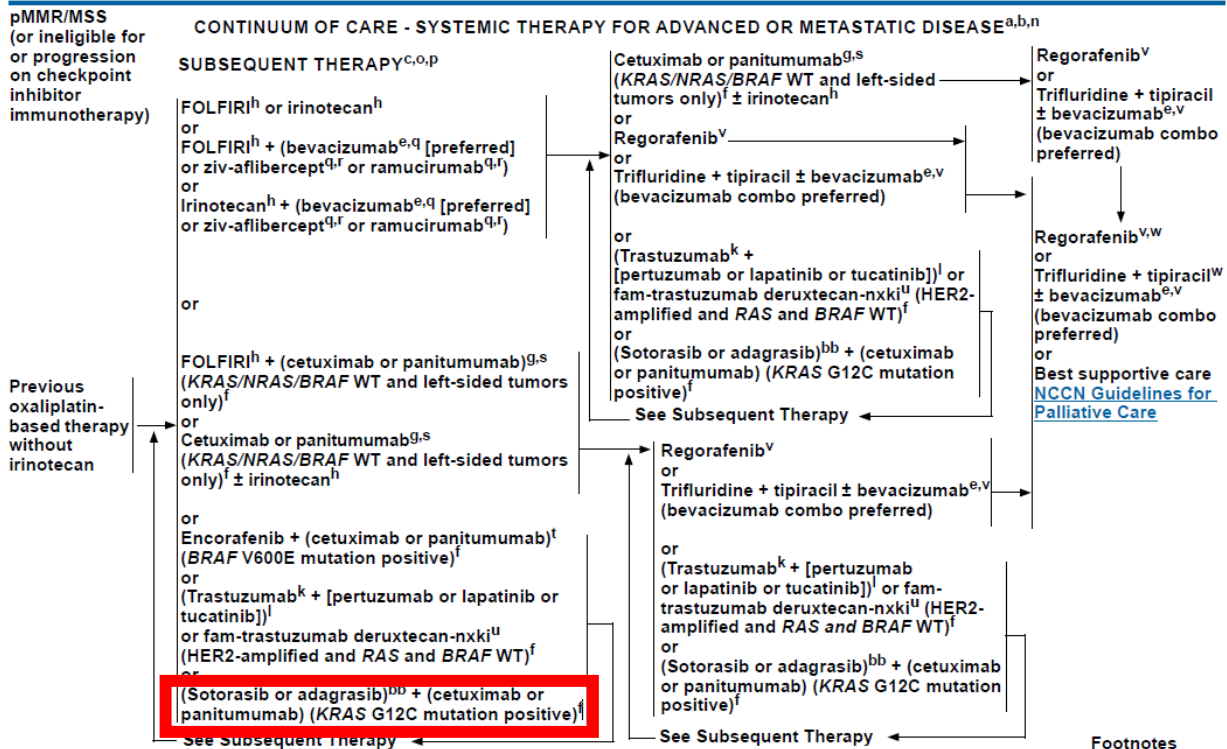 pMMR/MSS
(or ineligible for
or progression
on checkpoint
inhibitor
immunotherapy)
CONTINUUM OF CARE - SYSTEMIC THERAPY FOR ADVANCED OR METASTATIC DISEASEa,b,n
SUBSEQUENT THERAPYc,o,p
Previous
oxaliplatin-
based therapy
without
irinotecan
FOLFIRIh or irinotecanh
or
FOLFIRIh + (bevacizumabe,q [preferred]
or ziv-afliberceptq,r or ramucirumabq,r)
or
Irinotecanh + (bevacizumabe,q [preferred]
or ziv-afliberceptq,r or ramucirumabq,r)
or
FOLFIRIh + (cetuximab or panitumumab)g,s
(KRAS/NRAS/BRAF WT and left-sided tumors
only)f
or
Cetuximab or panitumumabg,s
(KRAS/NRAS/BRAF WT and left-sided tumors
only)f ± irinotecanh
or
Encorafenib + (cetuximab or panitumumab)t
(BRAF V600E mutation positive)f
or
(Trastuzumabk + [pertuzumab or lapatinib or
tucatinib])l
or fam-trastuzumab deruxtecan-nxkiu
(HER2-amplified and RAS and BRAF WT)f
or
(Sotorasib or adagrasib)bb + (cetuximab or
panitumumab) (KRAS G12C mutation positive)f
See Subsequent Therapy
Cetuximab or panitumumabg,s
(KRAS/NRAS/BRAF WT and left-sided
tumors only)f ± irinotecanh
or
Regorafenibv
or
Trifluridine + tipiracil ± bevacizumabe,v
(bevacizumab combo preferred)
or
(Trastuzumabk +
[pertuzumab or lapatinib or tucatinib])l or
fam-trastuzumab deruxtecan-nxkiu (HER2-
amplified and RAS and BRAF WT)f
or
(Sotorasib or adagrasib)bb + (cetuximab
or panitumumab) (KRAS G12C mutation
positive)f
See Subsequent Therapy
Regorafenibv
or
Trifluridine + tipiracil ± bevacizumabe,v
(bevacizumab combo preferred)
or
(Trastuzumabk + [pertuzumab
or lapatinib or tucatinib])l or fam-
trastuzumab deruxtecan-nxkiu (HER2-
amplified and RAS and BRAF WT)f
or
(Sotorasib or adagrasib)bb + (cetuximab
or panitumumab) (KRAS G12C mutation
positive)f
See Subsequent Therapy
Regorafenibv
or
Trifluridine + tipiracil
± bevacizumabe,v
(bevacizumab combo
preferred)
Regorafenibv,w
or
Trifluridine + tipiracilw
± bevacizumabe,v
(bevacizumab combo
preferred)
or
Best supportive care
NCCN Guidelines for
Palliative Care
Footnotes